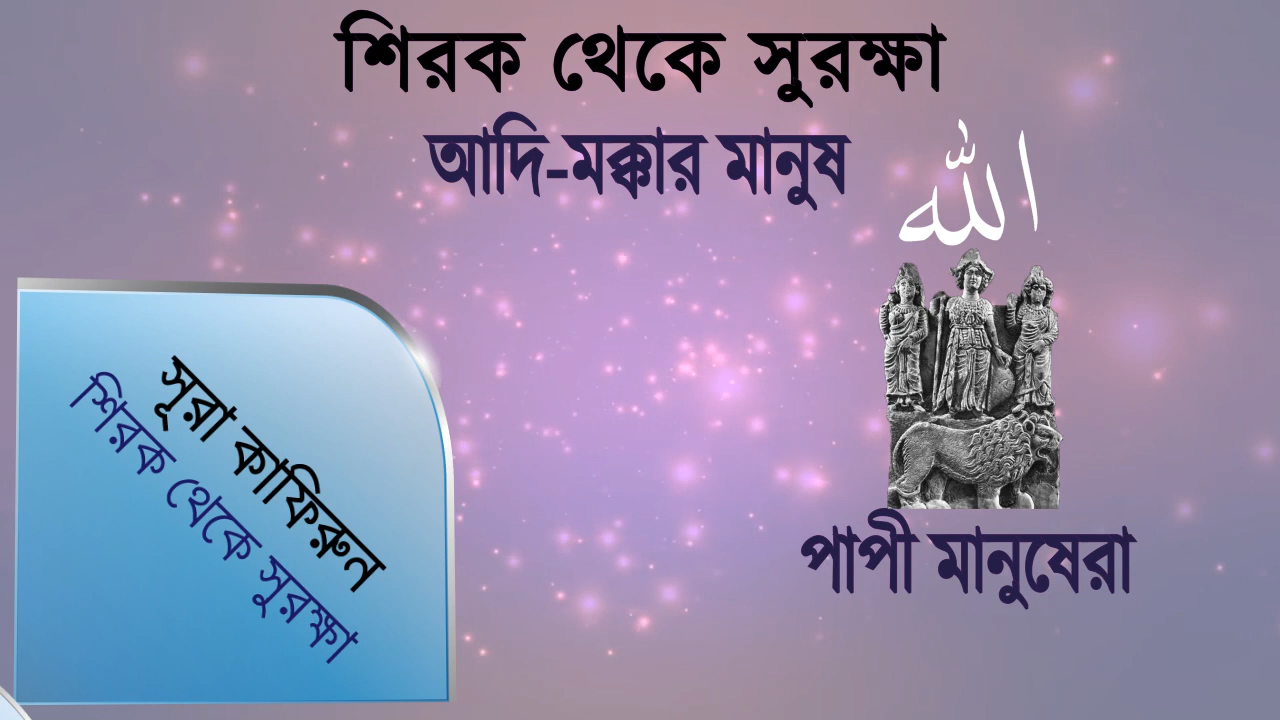 শিরক থেকে সুরক্ষা
আদি-মক্কার মানুষ
الله
সূরা কাফিরুন
শিরক থেকে সুরক্ষা
পাপী মানুষেরা